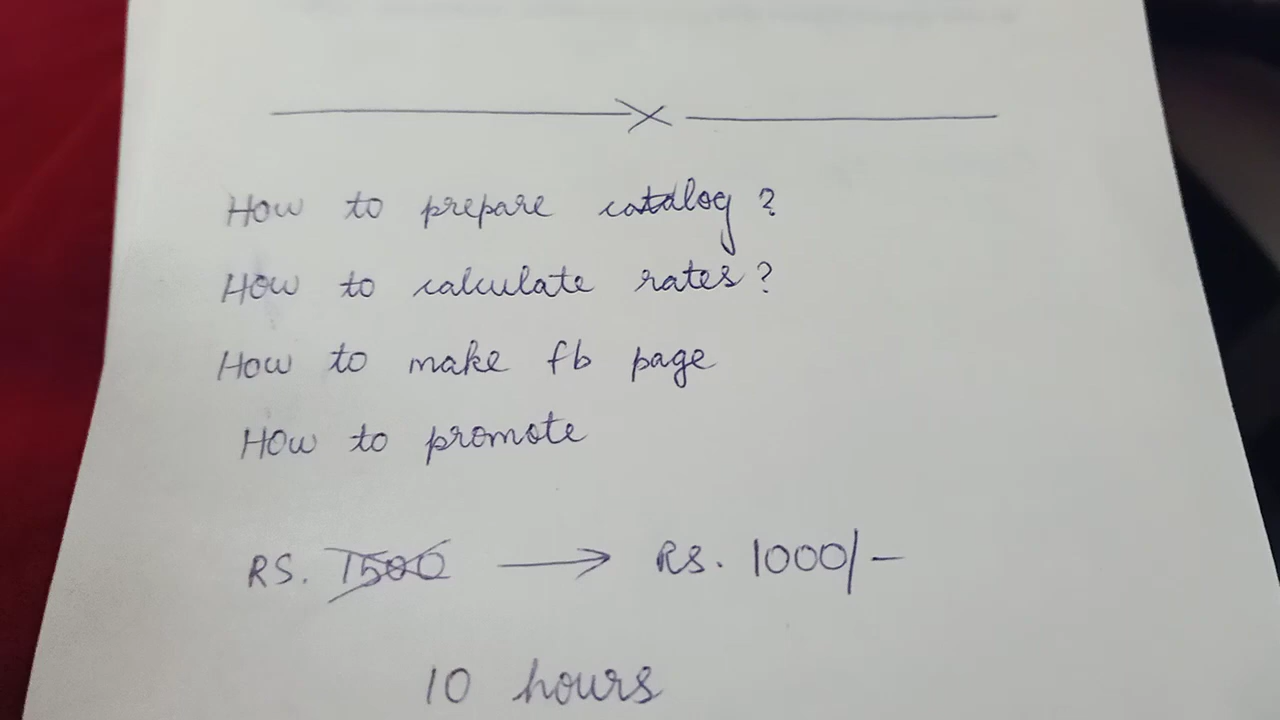 How to prepare catalog ?
How to calculate rates ?
How to make fb page
How to promote
RS. 1500 → RS. 1000/-
10 hours